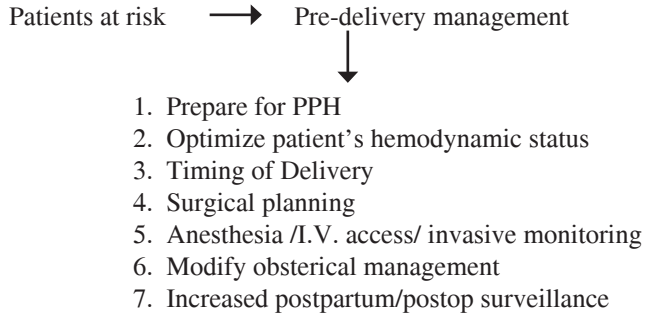 Patients at risk Pre-delivery management
1. Prepare for PPH
2. Optimize patient's hemodynamic status
3. Timing of Delivery
4. Surgical planning
5. Anesthesia /I.V. access/ invasive monitoring
6. Modify obsterical management
7. Increased postpartum/postop surveillance